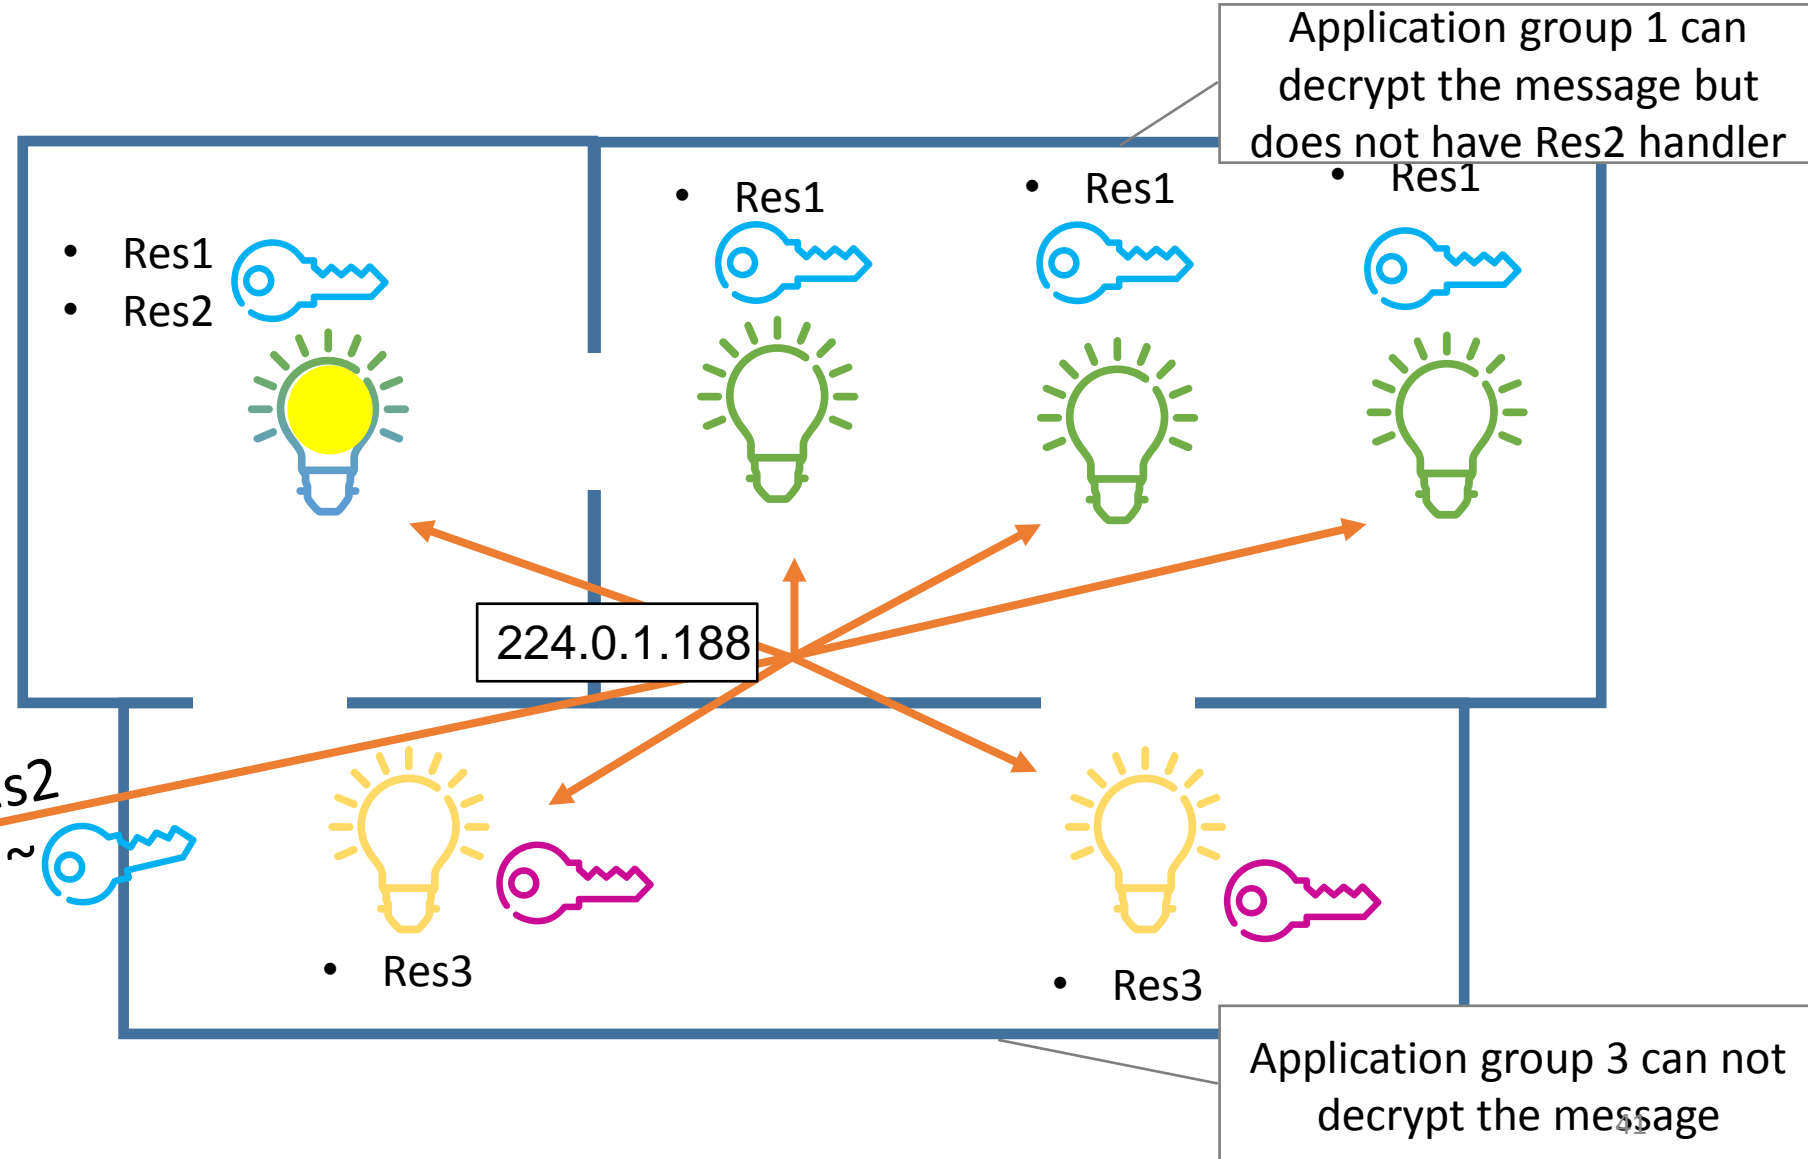 Application group 1 can
decrypt the message but
does not have Res2 handler
• Res1
• Res1
• Res1
• Res1
• Res2
224.0.1.188
s2
~
• Res3
• Res3
Application group 3 can not
decrypt the message
41